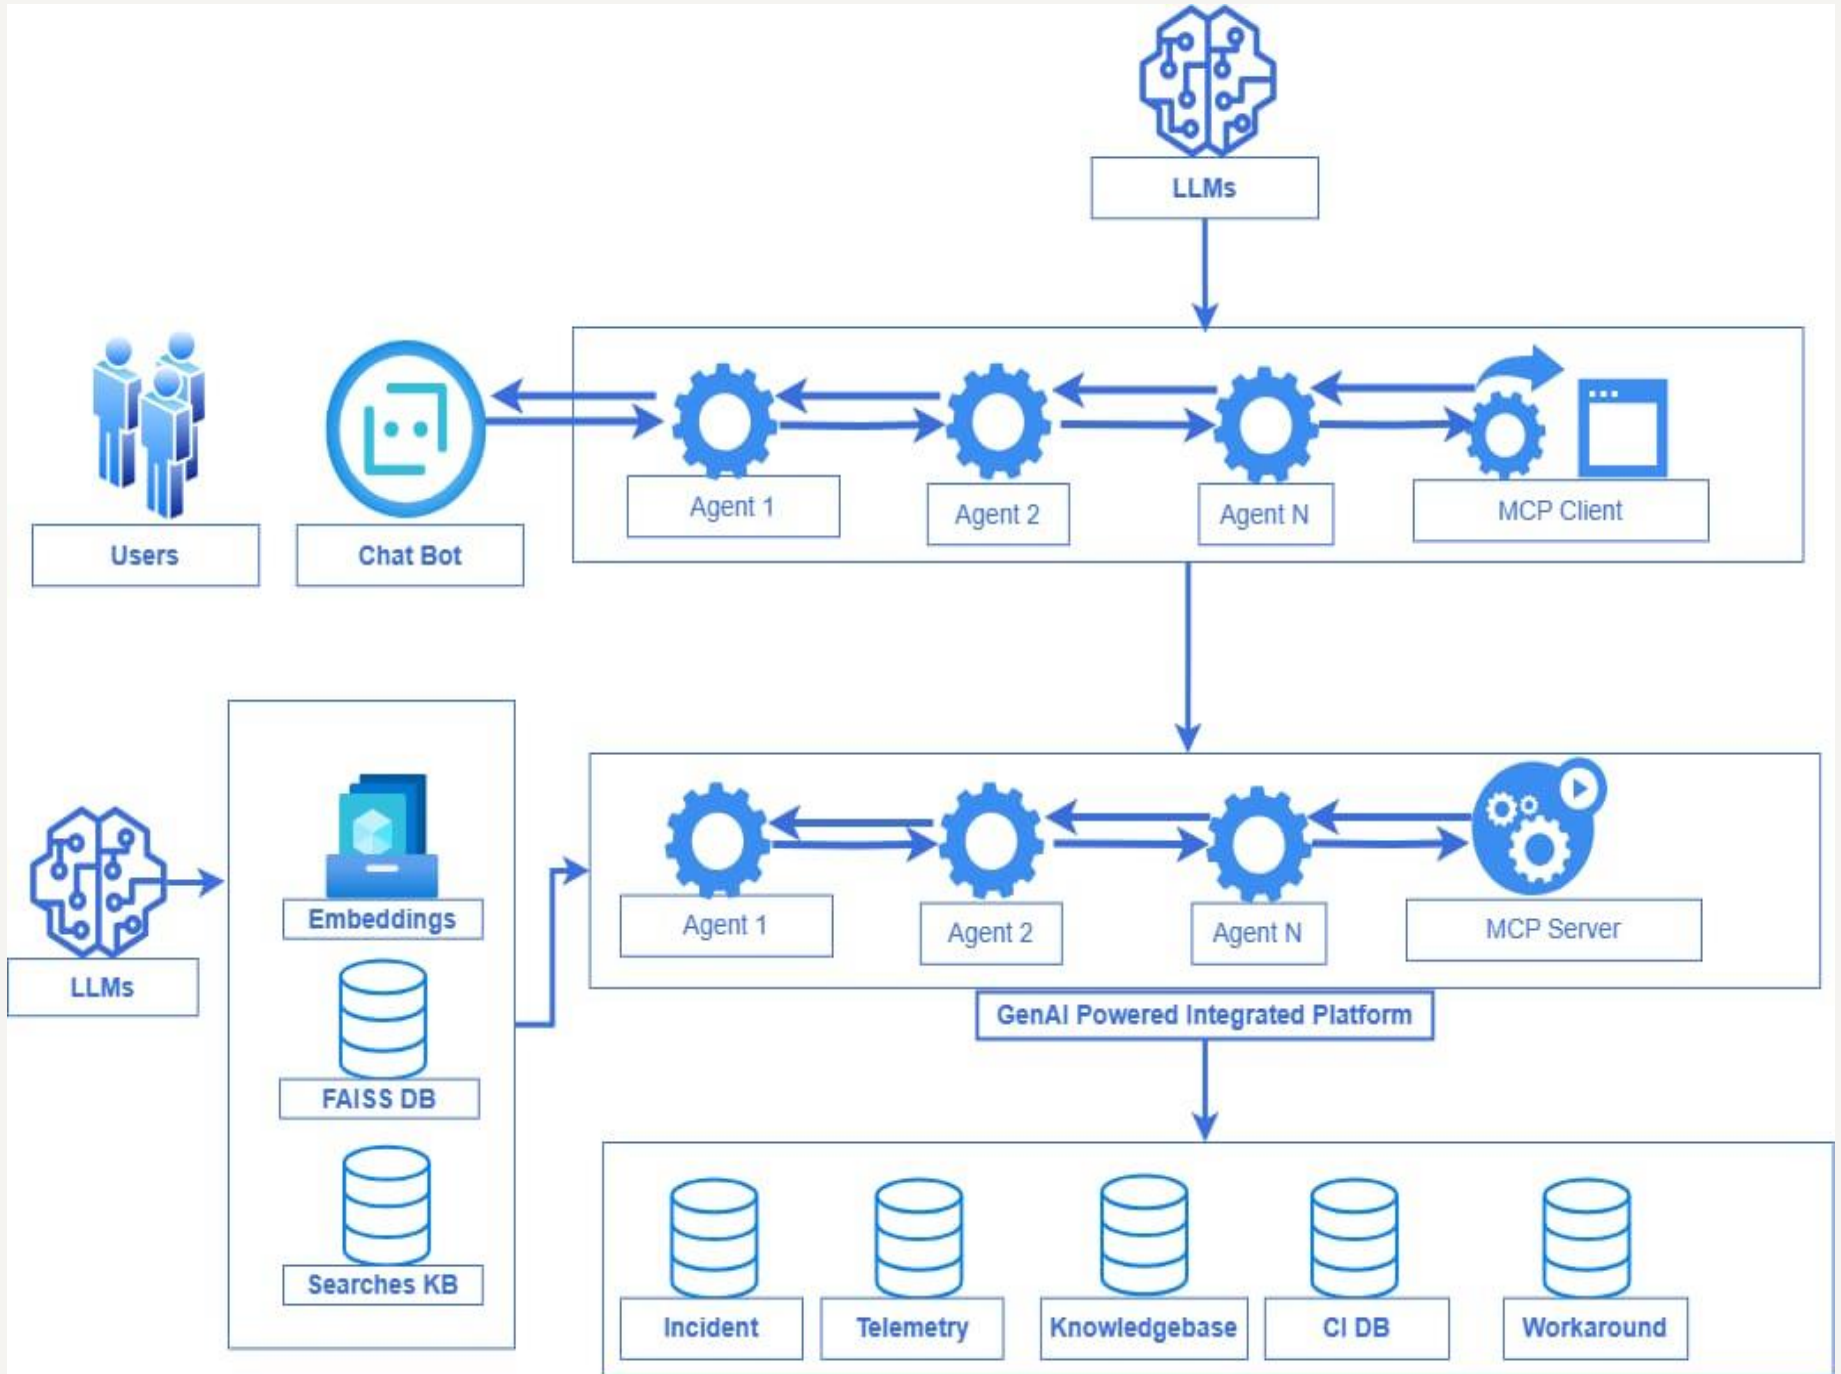 LLMs
Users
Chat Bot
Agent 1
Agent 2
Agent N
MCP Client
LLMs
Embeddings
FAISS DB
Searches KB
Agent 1
Agent 2
Agent N
MCP Server
GenAI Powered Integrated Platform
Incident
Telemetry
Knowledgebase
CI DB
Workaround